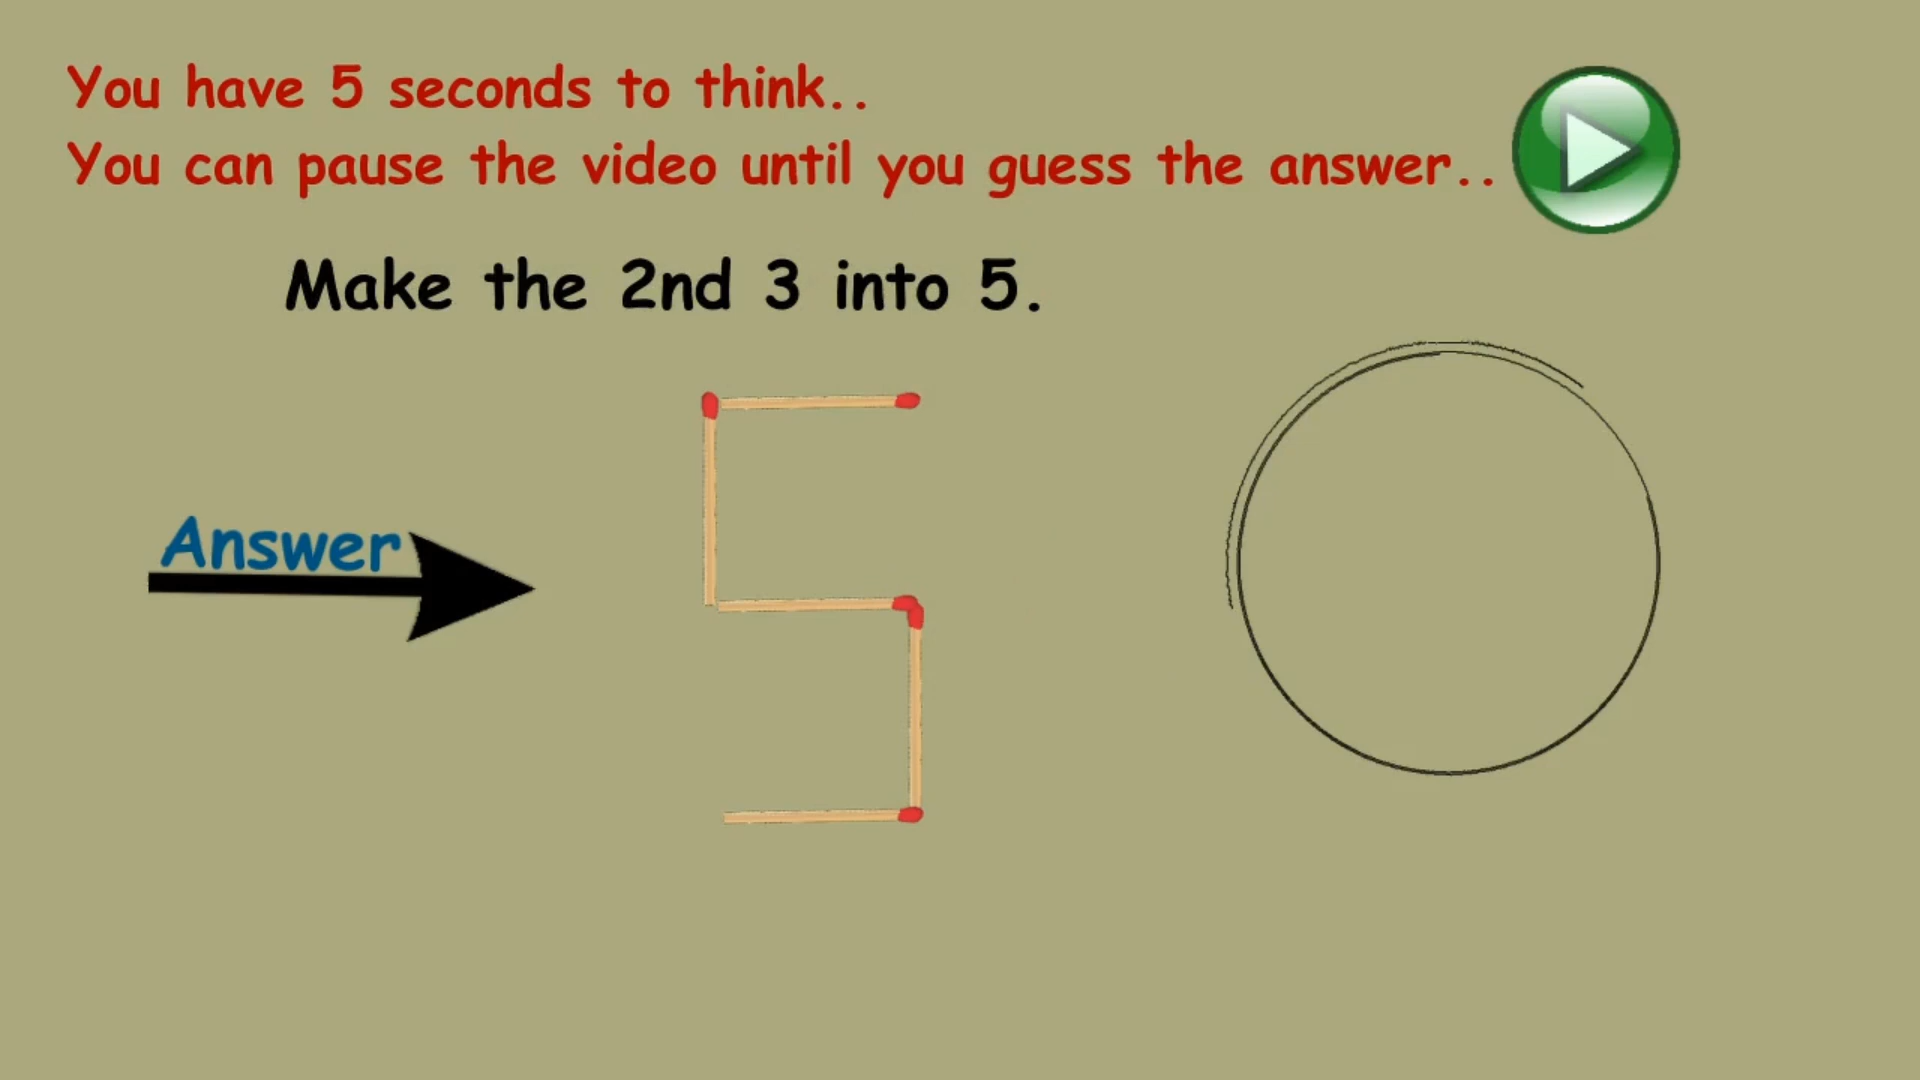 You have 5 seconds to think..
You can pause the video until you guess the answer..
Make the 2nd 3 into 5.
Answer
5